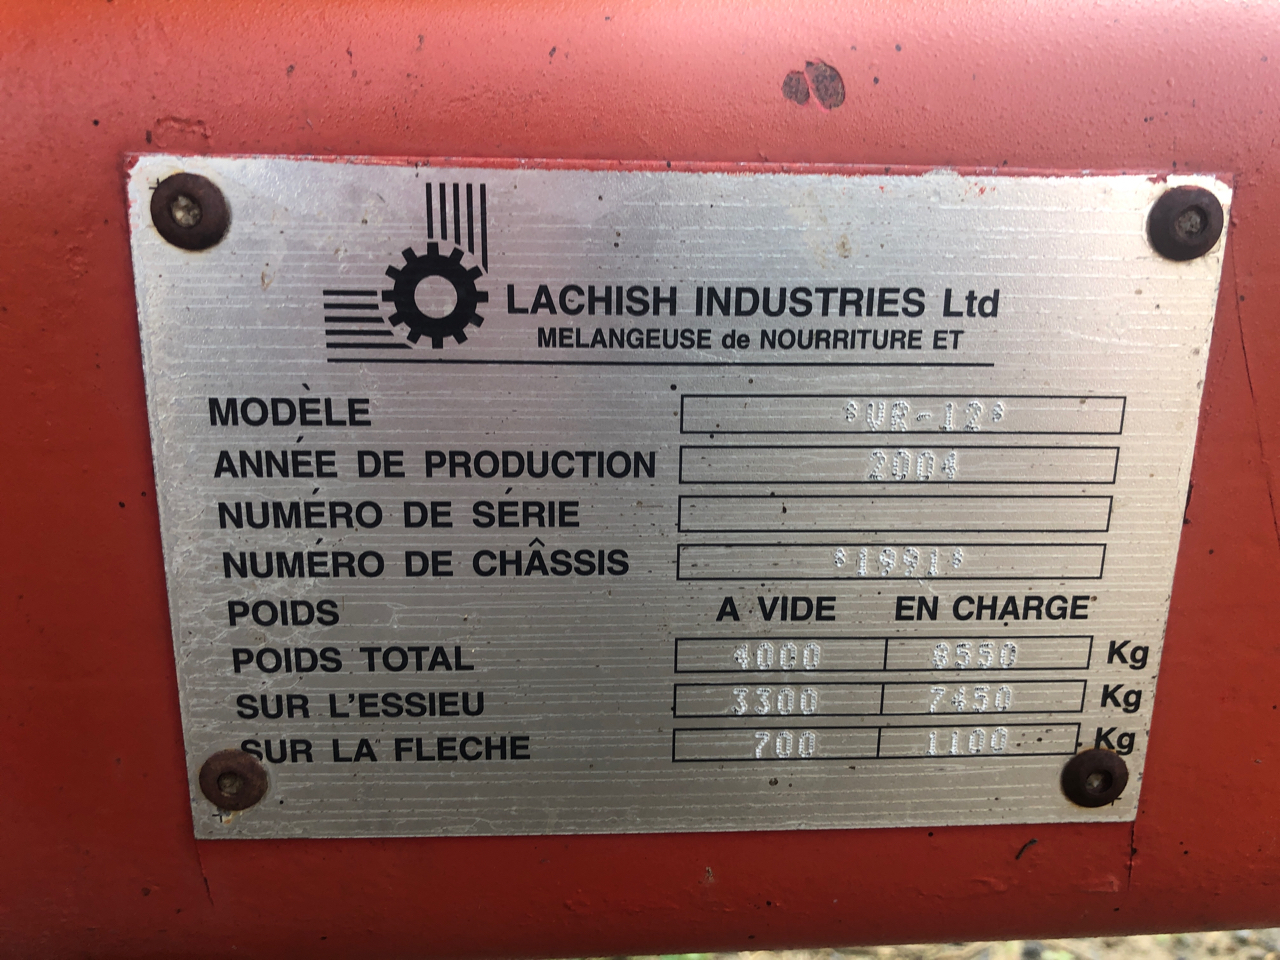 LACHISH INDUSTRIES Ltd
MELANGEUSE de NOURRITURE ET
MODÈLE *VR-12*
ANNÉE DE PRODUCTION 2004
NUMÉRO DE SÉRIE
NUMÉRO DE CHÂSSIS *1991*
POIDS A VIDE EN CHARGE
POIDS TOTAL 4000 8550 Kg
SUR L'ESSIEU 3300 7450 Kg
SUR LA FLECHE 700 1100 Kg